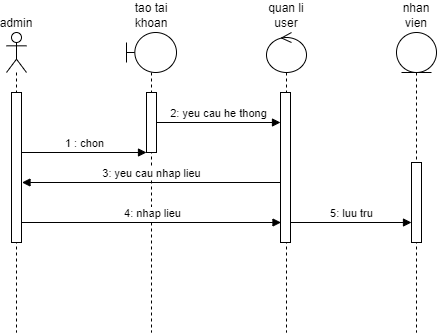 admin
tao tai
khoan
quan li
user
nhan
vien
2: yeu cau he thong
1 : chon
3: yeu cau nhap lieu
4: nhap lieu
5: luu tru